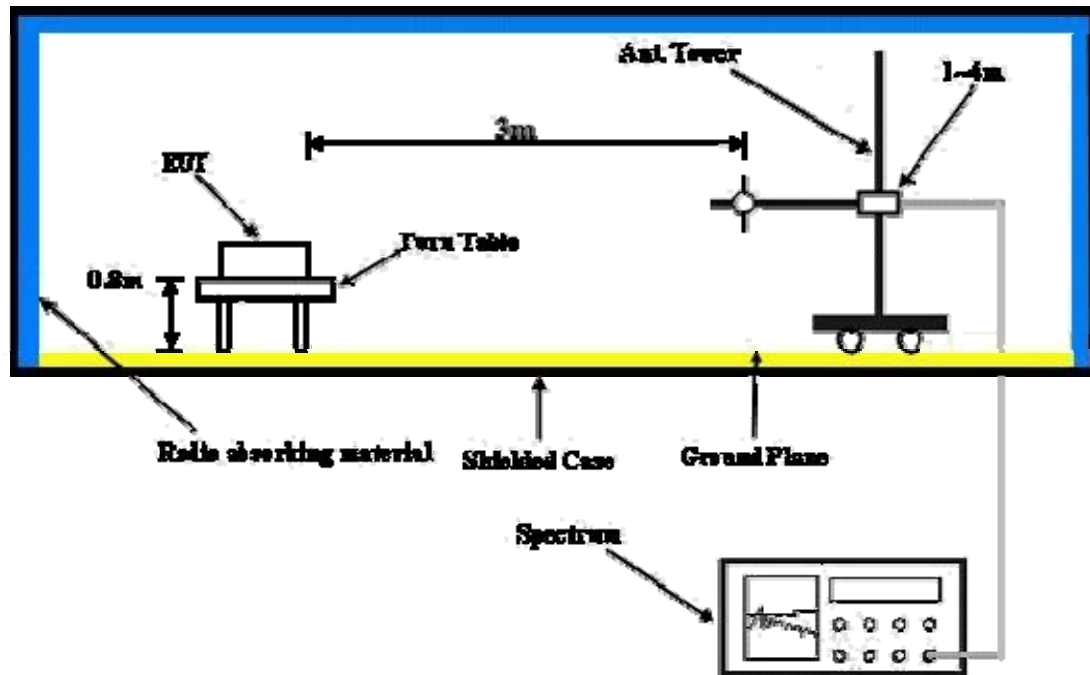 Ant. Tower
1~4m
3m
EUT
Turn Table
0.8m
Radio absorbing material
Shielded Case
Ground Plane
Spectrum